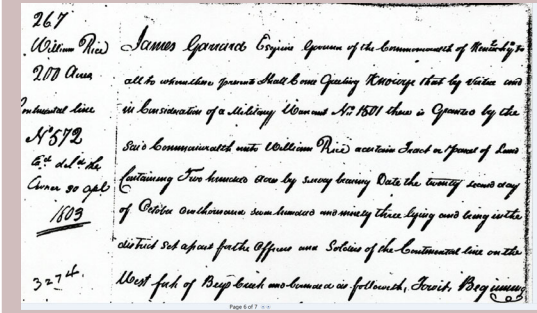 267
William Rice
200 Acres
Continental line
No 572
Ex'd del'd the
Owner 30 Apl
1803
327 4.
James Garrard Esquire Governor of the Commonwealth of Kentucky To
all to whom these presents Shall Come Greeting Know ye that by virtue and
in Consideration of a Military Warrant No 1501 there is Granted by the
said Commonwealth unto William Rice a certain Tract or Parcel of Land
Containing Two hundred Acres by survey bearing Date the twenty second day
of October one thousand seven hundred and ninety three lying and being in the
district Set apart for the Officers and Soldiers of the Continental line on the
West fork of Beys Creek and bounded as followeth, Towit, Beginning
Page 6 of 7